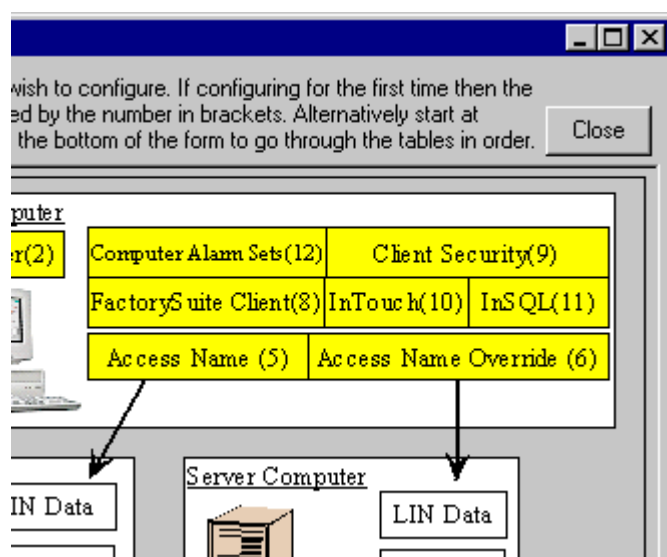 wish to configure. If configuring for the first time then the
ed by the number in brackets. Alternatively start at
the bottom of the form to go through the tables in order.
Close
puter
r(2)
Computer Alarm Sets(12)
Client Security(9)
FactorySuite Client(8)
InTouch(10)
InSQL(11)
Access Name (5)
Access Name Override (6)
Server Computer
IN Data
LIN Data